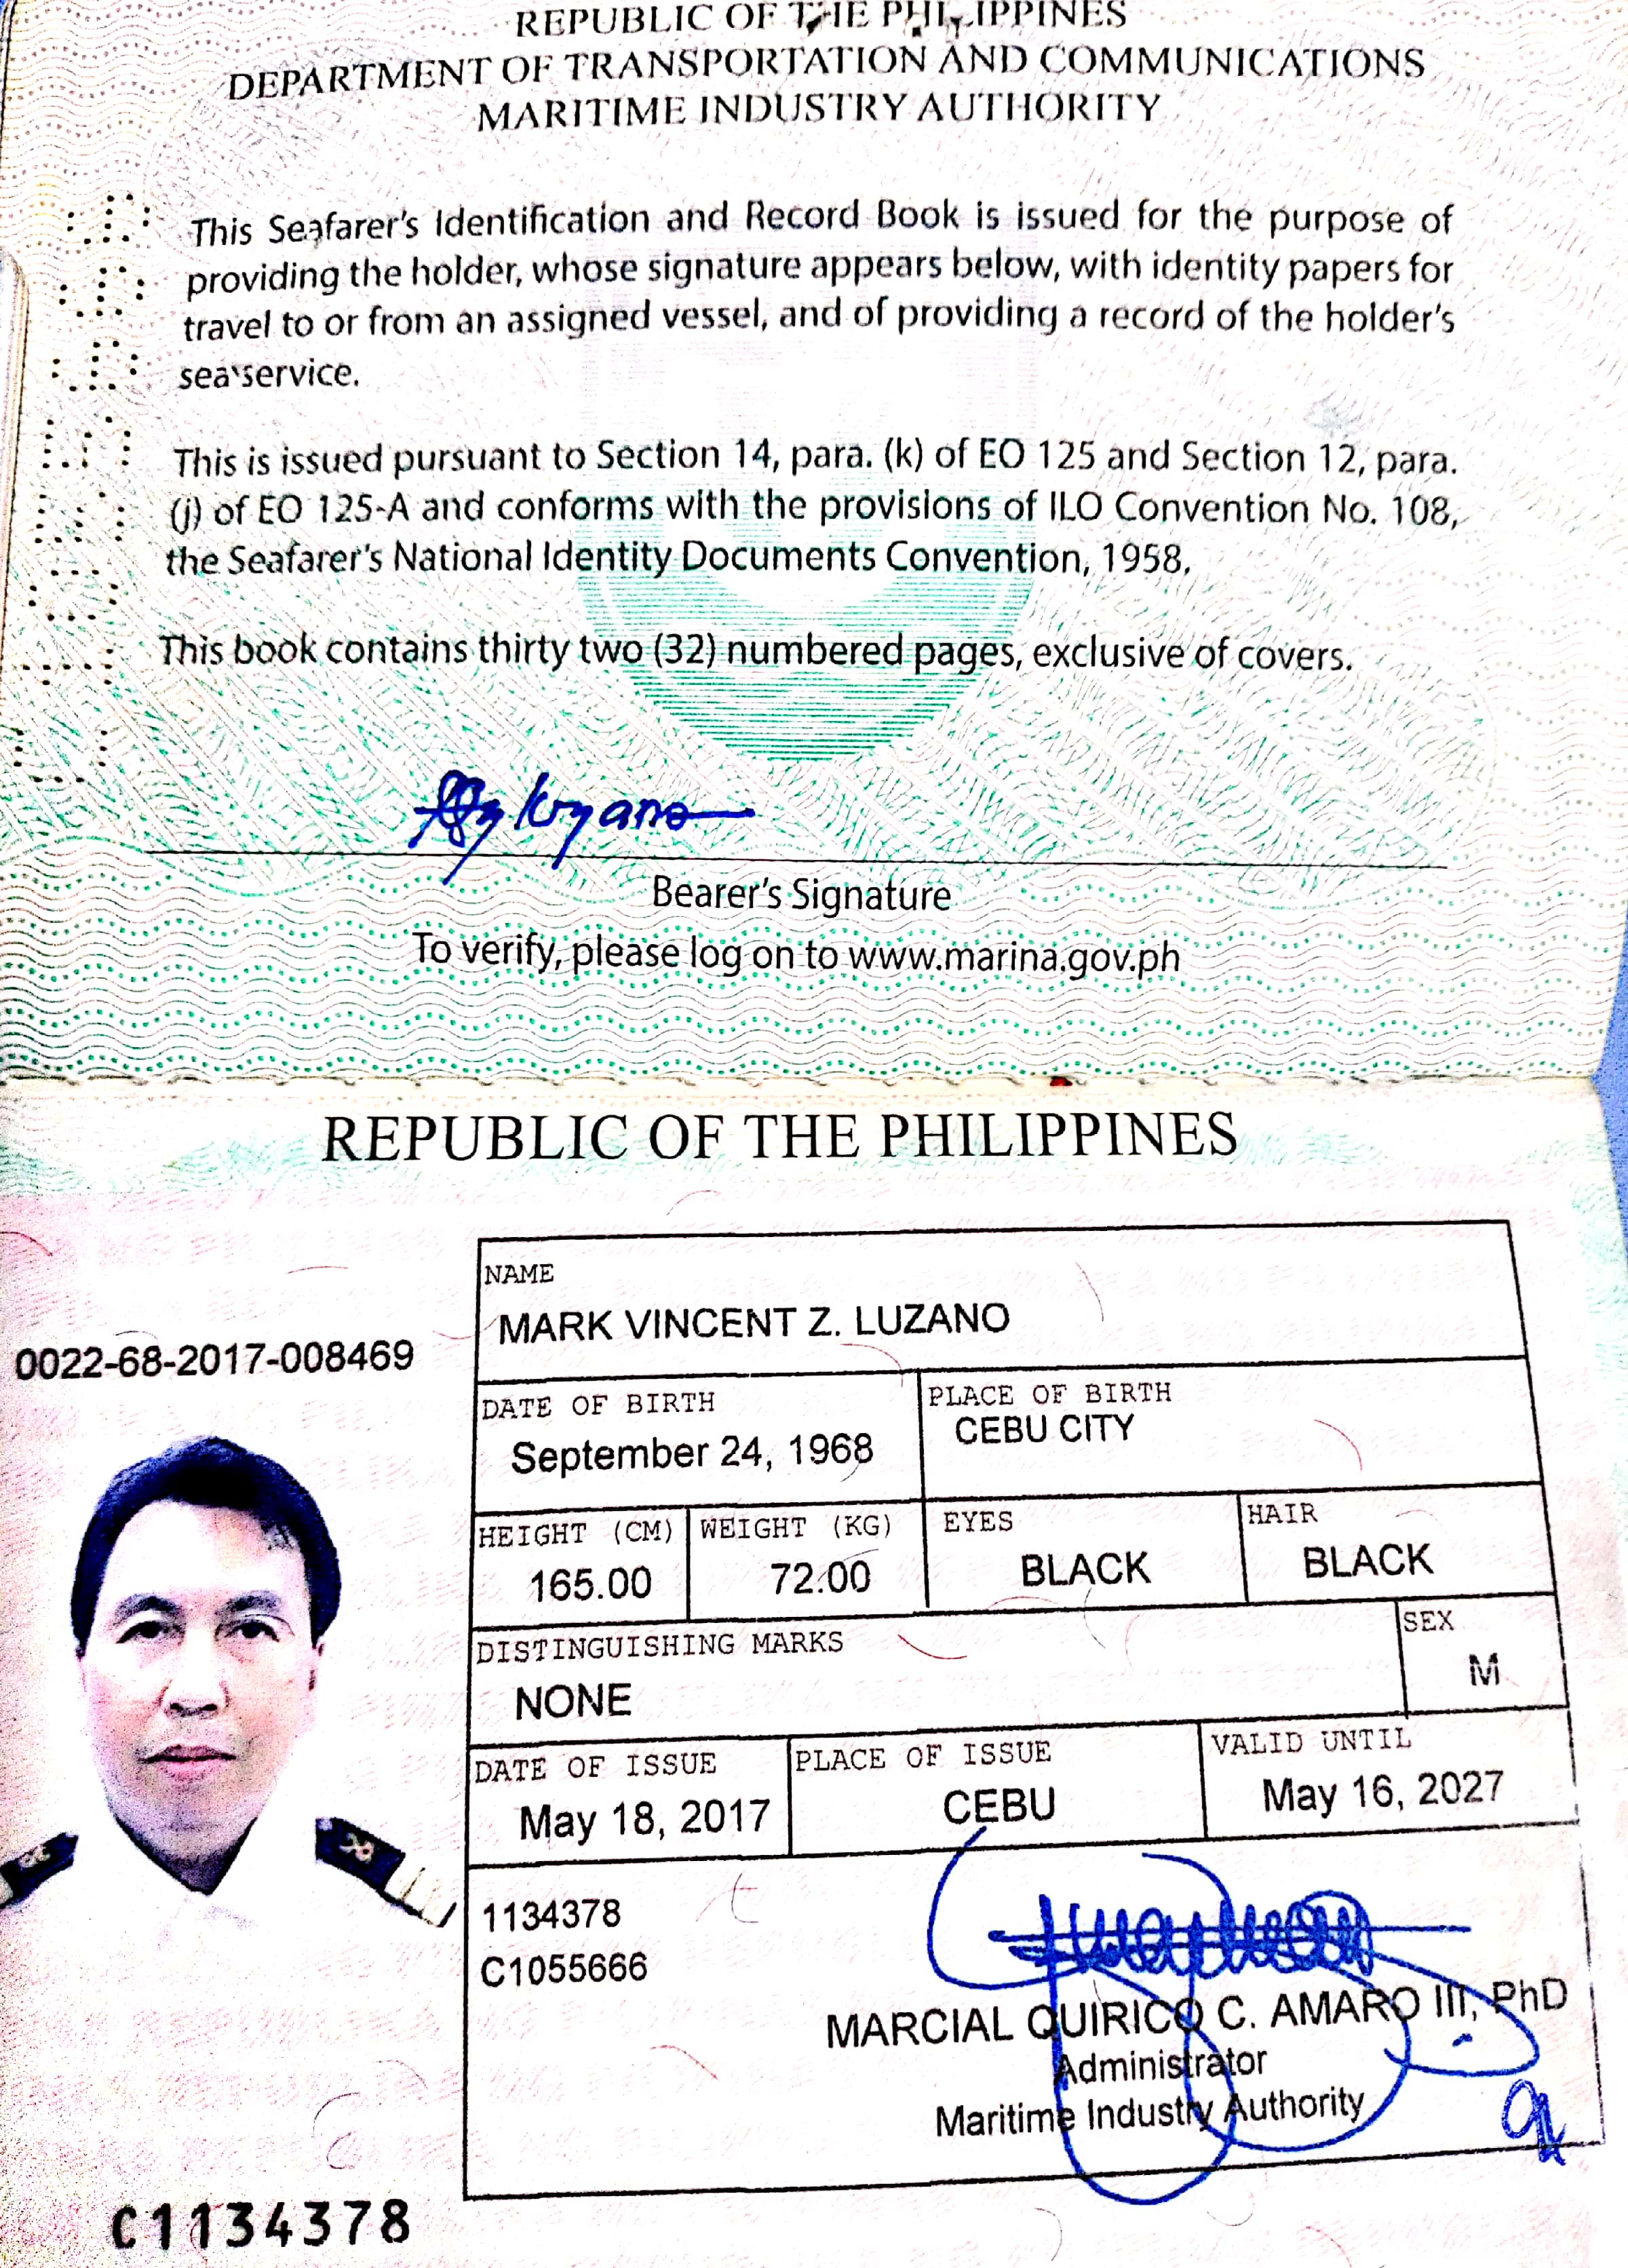 REPUBLIC OF THE PHILIPPINES
DEPARTMENT OF TRANSPORTATION AND COMMUNICATIONS
MARITIME INDUSTRY AUTHORITY
This Seafarer's Identification and Record Book is issued for the purpose of
providing the holder, whose signature appears below, with identity papers for
travel to or from an assigned vessel, and of providing a record of the holder's
sea service.
This is issued pursuant to Section 14, para. (k) of EO 125 and Section 12, para.
(j) of EO 125-A and conforms with the provisions of ILO Convention No. 108,
the Seafarer's National Identity Documents Convention, 1958.
This book contains thirty two (32) numbered pages, exclusive of covers.
Bearer's Signature
To verify, please log on to www.marina.gov.ph
REPUBLIC OF THE PHILIPPINES
0022-68-2017-008469
NAME
MARK VINCENT Z. LUZANO
DATE OF BIRTH PLACE OF BIRTH
September 24, 1968 CEBU CITY
HEIGHT (CM) WEIGHT (KG) EYES HAIR
165.00 72.00 BLACK BLACK
DISTINGUISHING MARKS SEX
NONE M
DATE OF ISSUE PLACE OF ISSUE VALID UNTIL
May 18, 2017 CEBU May 16, 2027
1134378
C1055666
MARCIAL QUIRICO C. AMARO III, PhD
Administrator
Maritime Industry Authority
C1134378